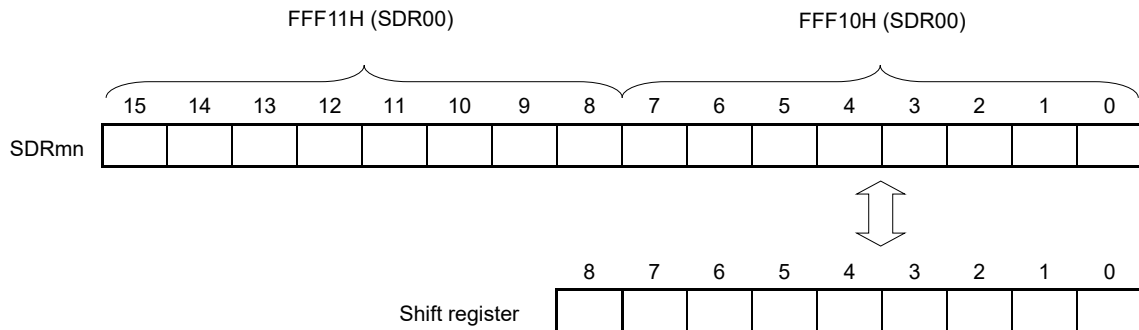 FFF11H (SDR00) FFF10H (SDR00)
15 14 13 12 11 10 9 8 7 6 5 4 3 2 1 0
SDRmn
8 7 6 5 4 3 2 1 0
Shift register